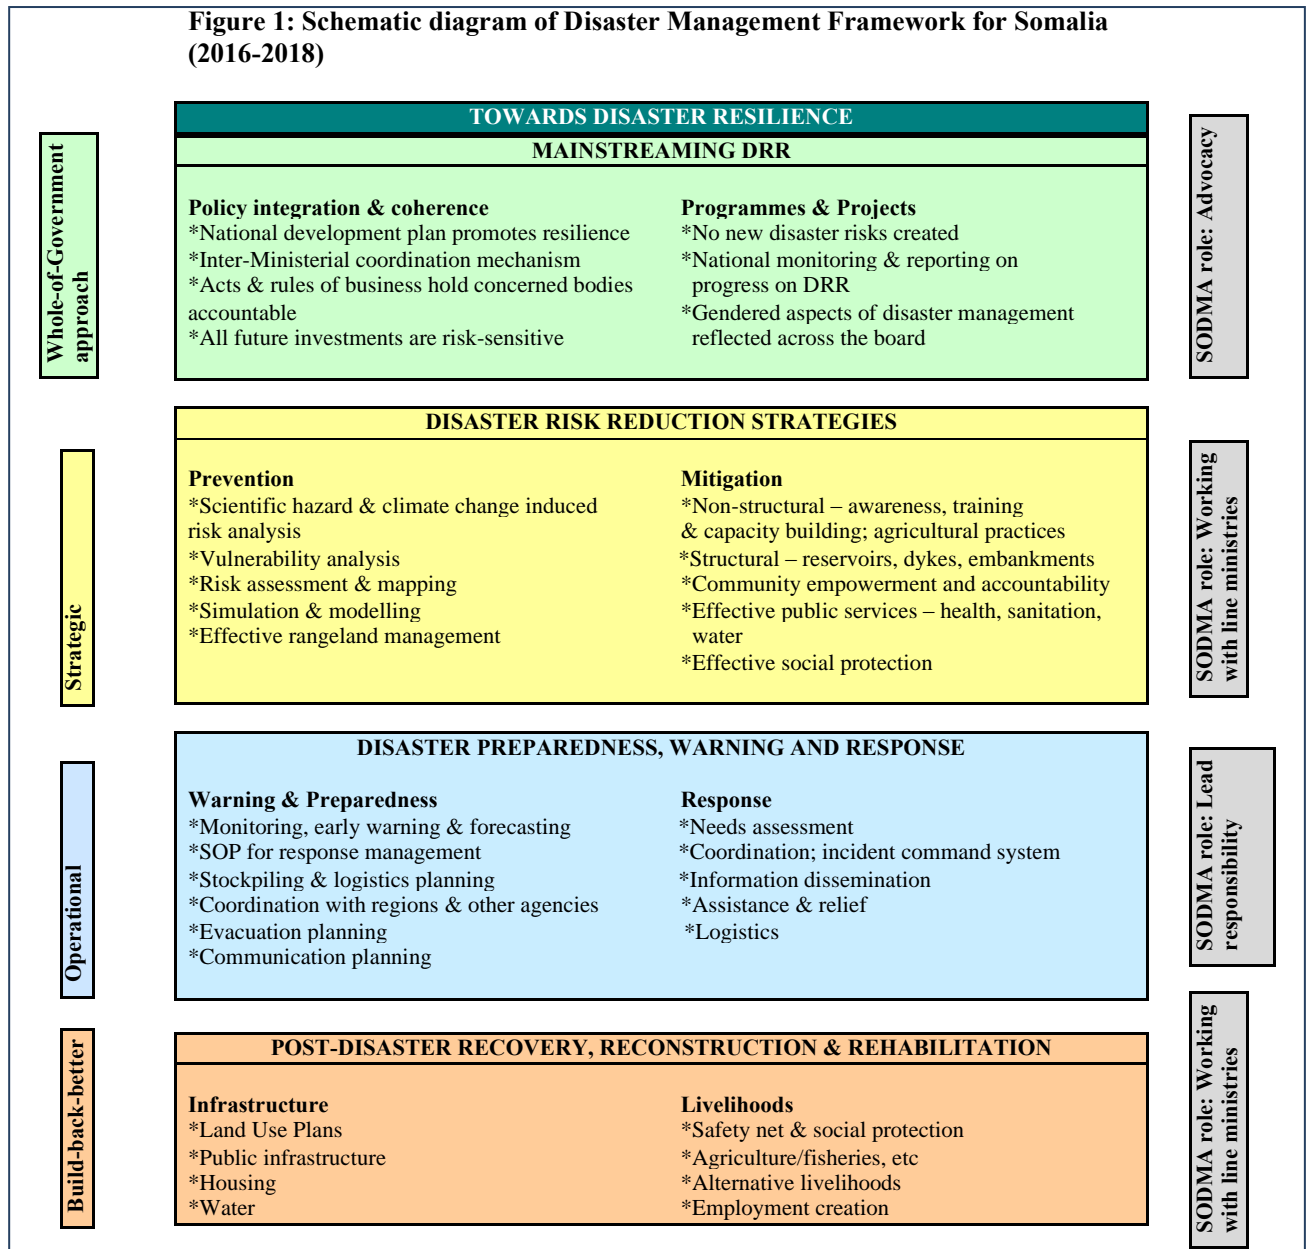 Figure 1: Schematic diagram of Disaster Management Framework for Somalia
(2016-2018)
TOWARDS DISASTER RESILIENCE
MAINSTREAMING DRR
Whole-of-Government
approach
Policy integration & coherence
*National development plan promotes resilience
*Inter-Ministerial coordination mechanism
*Acts & rules of business hold concerned bodies
accountable
*All future investments are risk-sensitive
Programmes & Projects
*No new disaster risks created
*National monitoring & reporting on
progress on DRR
*Gendered aspects of disaster management
reflected across the board
SODMA role: Advocacy
DISASTER RISK REDUCTION STRATEGIES
Strategic
Prevention
*Scientific hazard & climate change induced
risk analysis
*Vulnerability analysis
*Risk assessment & mapping
*Simulation & modelling
*Effective rangeland management
Mitigation
*Non-structural – awareness, training
& capacity building; agricultural practices
*Structural – reservoirs, dykes, embankments
*Community empowerment and accountability
*Effective public services – health, sanitation,
water
*Effective social protection
SODMA role: Working
with line ministries
DISASTER PREPAREDNESS, WARNING AND RESPONSE
Operational
Warning & Preparedness
*Monitoring, early warning & forecasting
*SOP for response management
*Stockpiling & logistics planning
*Coordination with regions & other agencies
*Evacuation planning
*Communication planning
Response
*Needs assessment
*Coordination; incident command system
*Information dissemination
*Assistance & relief
*Logistics
SODMA role: Lead
responsibility
POST-DISASTER RECOVERY, RECONSTRUCTION & REHABILITATION
Build-back-better
Infrastructure
*Land Use Plans
*Public infrastructure
*Housing
*Water
Livelihoods
*Safety net & social protection
*Agriculture/fisheries, etc
*Alternative livelihoods
*Employment creation
SODMA role: Working
with line ministries